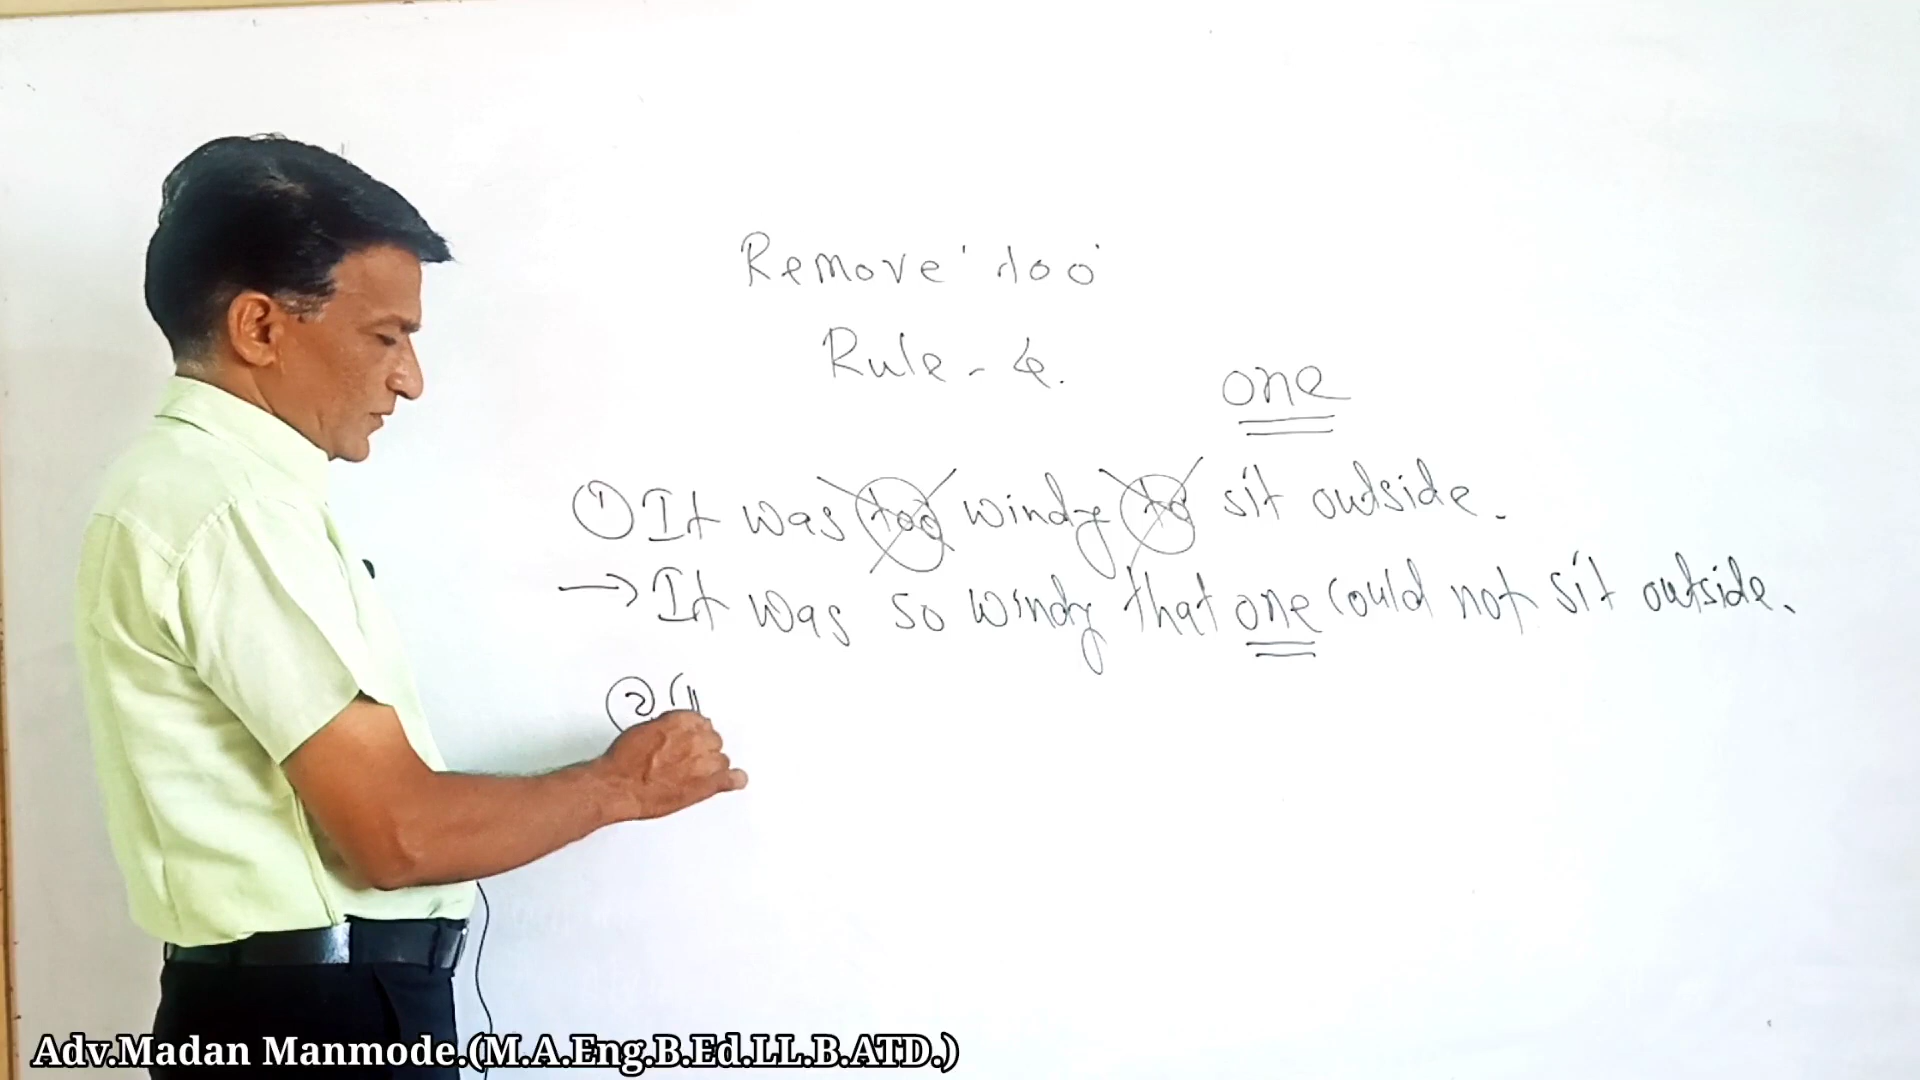 Remove 'too'
Rule - 4.
one
① It was too windy to sit outside.
→ It was so windy that one could not sit outside.
②
Adv.Madan Manmode.(M.A.Eng.B.Ed.LL.B.ATD.)